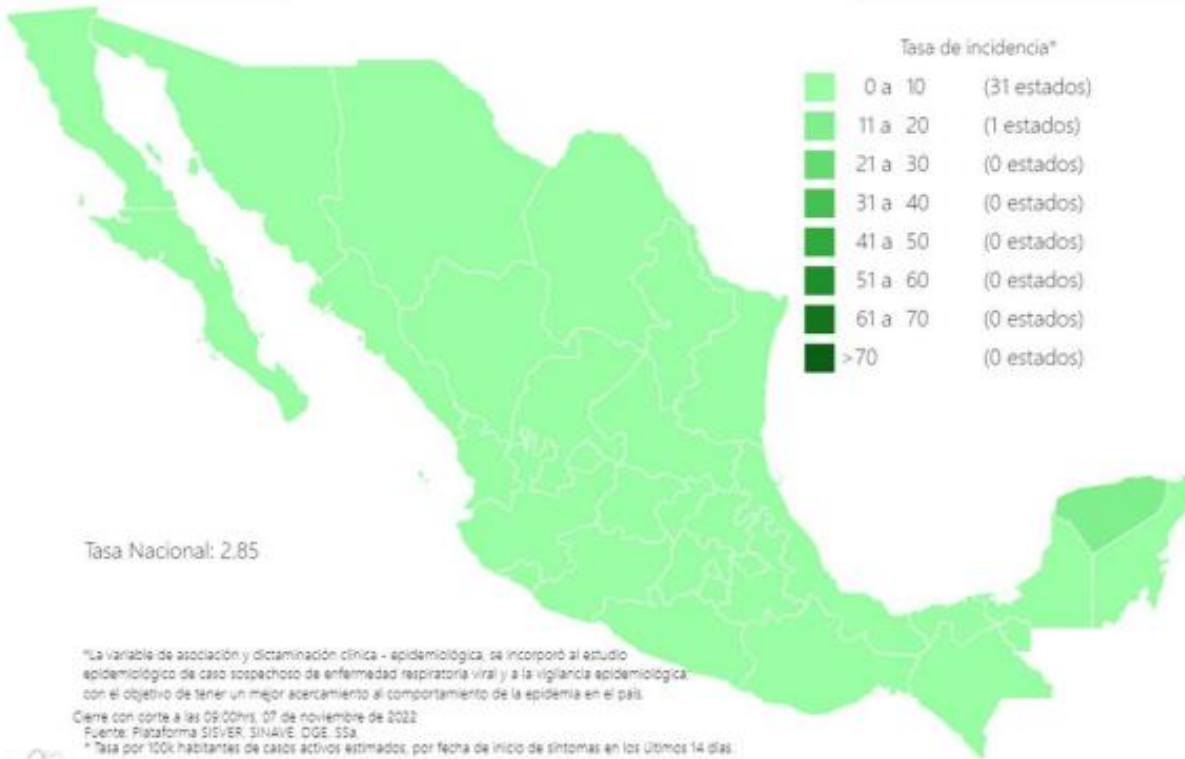 Tasa de incidencia*
0 a 10 (31 estados)
11 a 20 (1 estados)
21 a 30 (0 estados)
31 a 40 (0 estados)
41 a 50 (0 estados)
51 a 60 (0 estados)
61 a 70 (0 estados)
>70 (0 estados)
Tasa Nacional: 2.85
*La variable de asociación y dictaminación clínica - epidemiológica, se incorporó al estudio
epidemiológico de caso sospechoso de enfermedad respiratoria viral y a la vigilancia epidemiológica,
con el objetivo de tener un mejor acercamiento al comportamiento de la epidemia en el país
Cierre con corte a las 09:00hrs, 07 de noviembre de 2022
Fuente: Plataforma SISVER, SINAVE, DGE, SSa.
* Tasa por 100k habitantes de casos activos estimados, por fecha de inicio de síntomas en los últimos 14 días